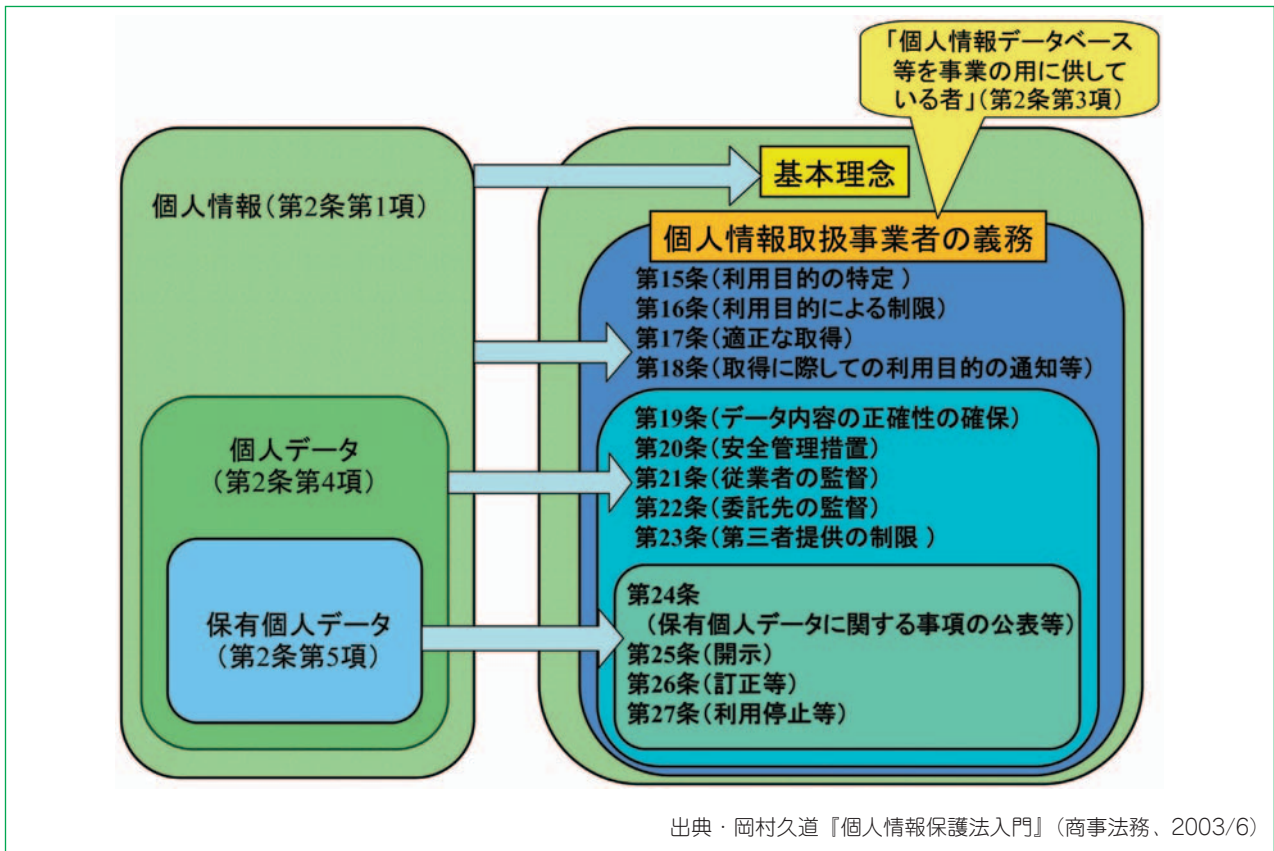 「個人情報データベース
等を事業の用に供して
いる者」(第2条第3項)
基本理念
個人情報(第2条第1項)
個人情報取扱事業者の義務
第15条(利用目的の特定 )
第16条(利用目的による制限)
第17条(適正な取得)
第18条(取得に際しての利用目的の通知等)
個人データ
(第2条第4項)
第19条(データ内容の正確性の確保)
第20条(安全管理措置)
第21条(従業者の監督)
第22条(委託先の監督)
第23条(第三者提供の制限 )
保有個人データ
(第2条第5項)
第24条
(保有個人データに関する事項の公表等)
第25条(開示)
第26条(訂正等)
第27条(利用停止等)
出典・岡村久道『個人情報保護法入門』(商事法務、2003/6)